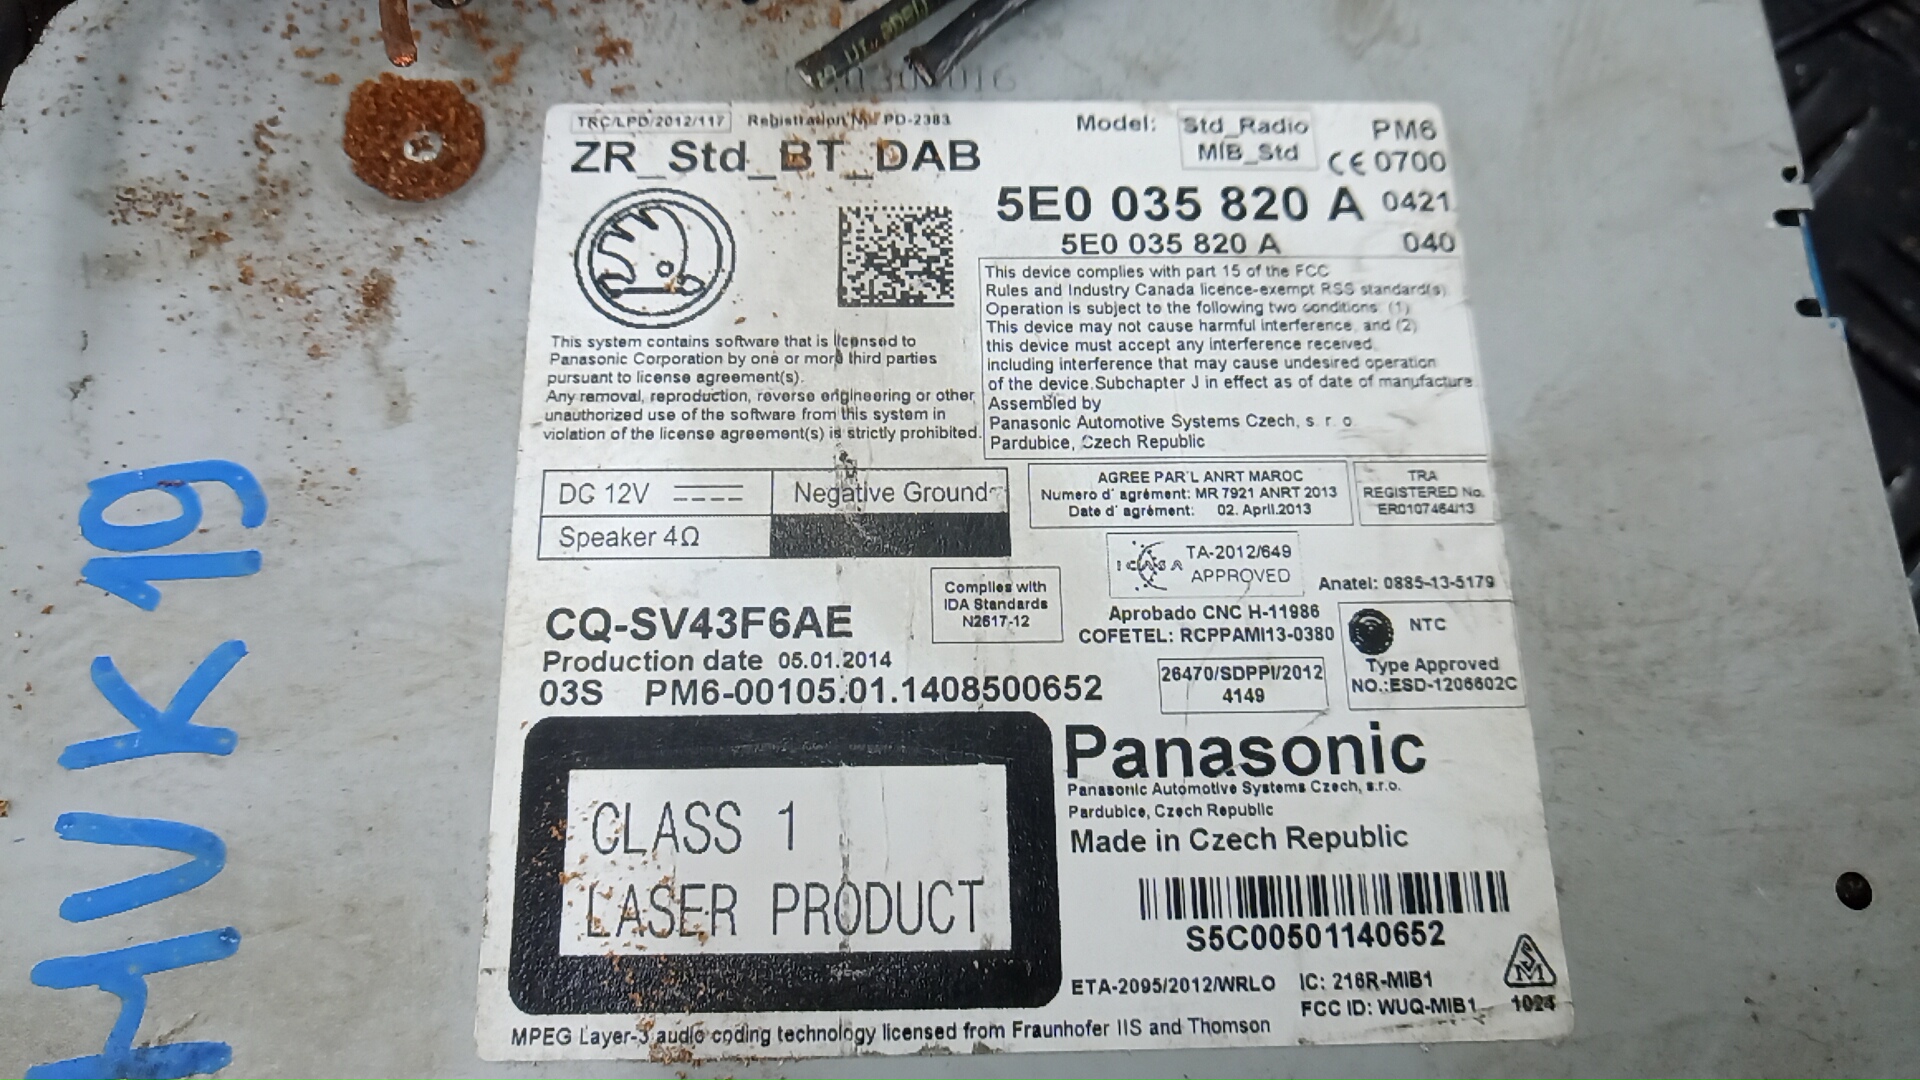 TRC/LPD/2012/117 Registration No: PD-2383
ZR_Std_BT_DAB
Model: Std_Radio PM6
MIB_Std CE 0700
5E0 035 820 A 0421
5E0 035 820 A 040
This device complies with part 15 of the FCC
Rules and Industry Canada licence-exempt RSS standard(s).
Operation is subject to the following two conditions: (1)
This device may not cause harmful interference, and (2)
this device must accept any interference received,
including interference that may cause undesired operation
of the device.Subchapter J in effect as of date of manufacture.
Assembled by
Panasonic Automotive Systems Czech, s. r. o.
Pardubice, Czech Republic
This system contains software that is licensed to
Panasonic Corporation by one or more third parties
pursuant to license agreement(s).
Any removal, reproduction, reverse engineering or other
unauthorized use of the software from this system in
violation of the license agreement(s) is strictly prohibited.
DC 12V Negative Ground
Speaker 4Ω
AGREE PAR'L ANRT MAROC
Numero d' agrément: MR 7921 ANRT 2013
Date d' agrément: 02. April.2013
TRA
REGISTERED No.
ER0107464/13
ICASA TA-2012/649
APPROVED
Anatel: 0885-13-5179
Complies with
IDA Standards
N2617-12
Aprobado CNC H-11986
COFETEL: RCPPAMI13-0380
NTC
Type Approved
NO.:ESD-1206602C
26470/SDPPI/2012
4149
CQ-SV43F6AE
Production date 05.01.2014
03S PM6-00105.01.1408500652
CLASS 1
LASER PRODUCT
Panasonic
Panasonic Automotive Systems Czech, s.r.o.
Pardubice, Czech Republic
Made in Czech Republic
S5C00501140652
ETA-2095/2012/WRLO IC: 216R-MIB1
FCC ID: WUQ-MIB1
SM
1024
MPEG Layer-3 audio coding technology licensed from Fraunhofer IIS and Thomson
HVK19